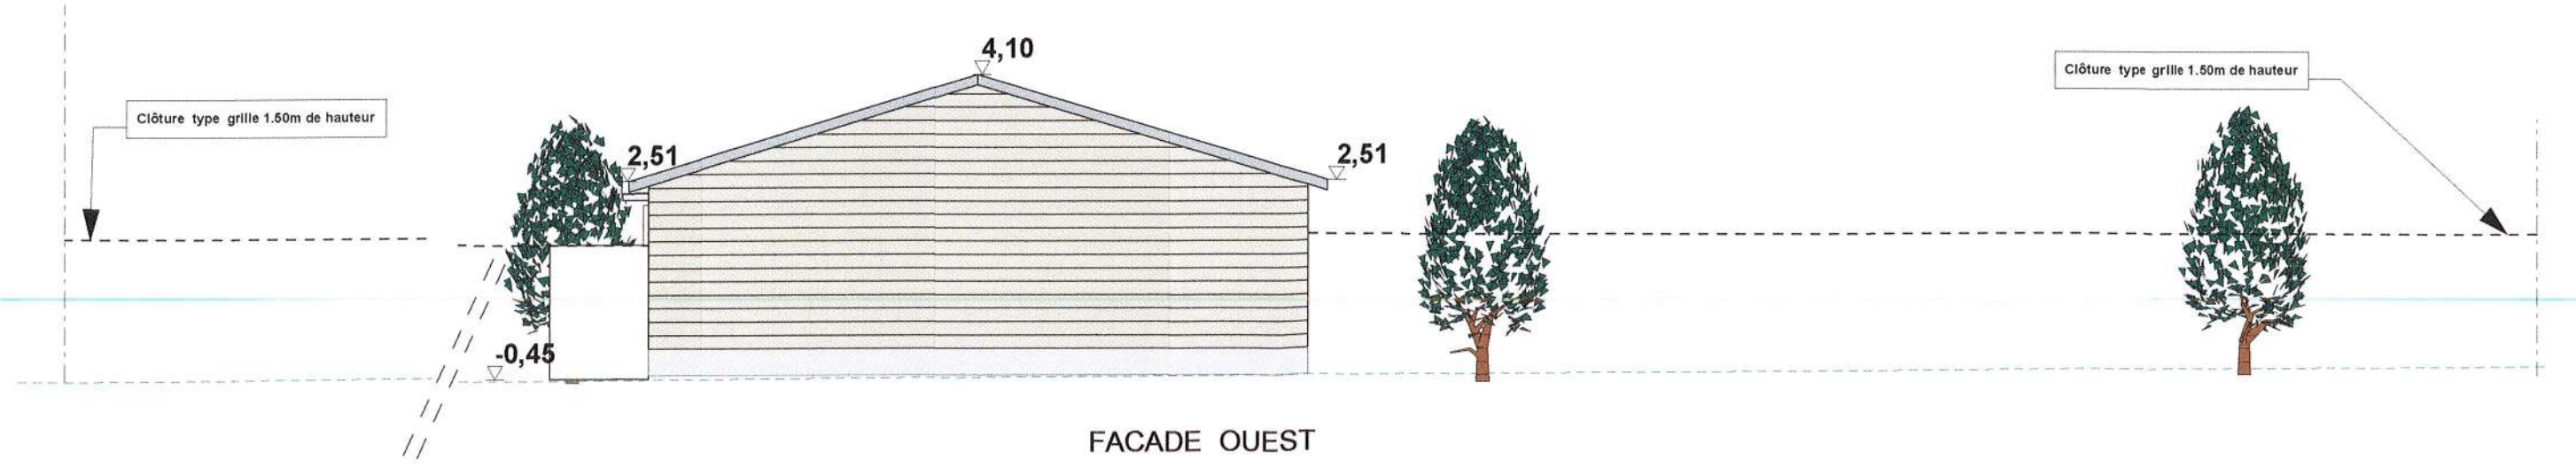 4,10
Clôture type grille 1.50m de hauteur
Clôture type grille 1.50m de hauteur
2,51
2,51
-0,45
FACADE OUEST